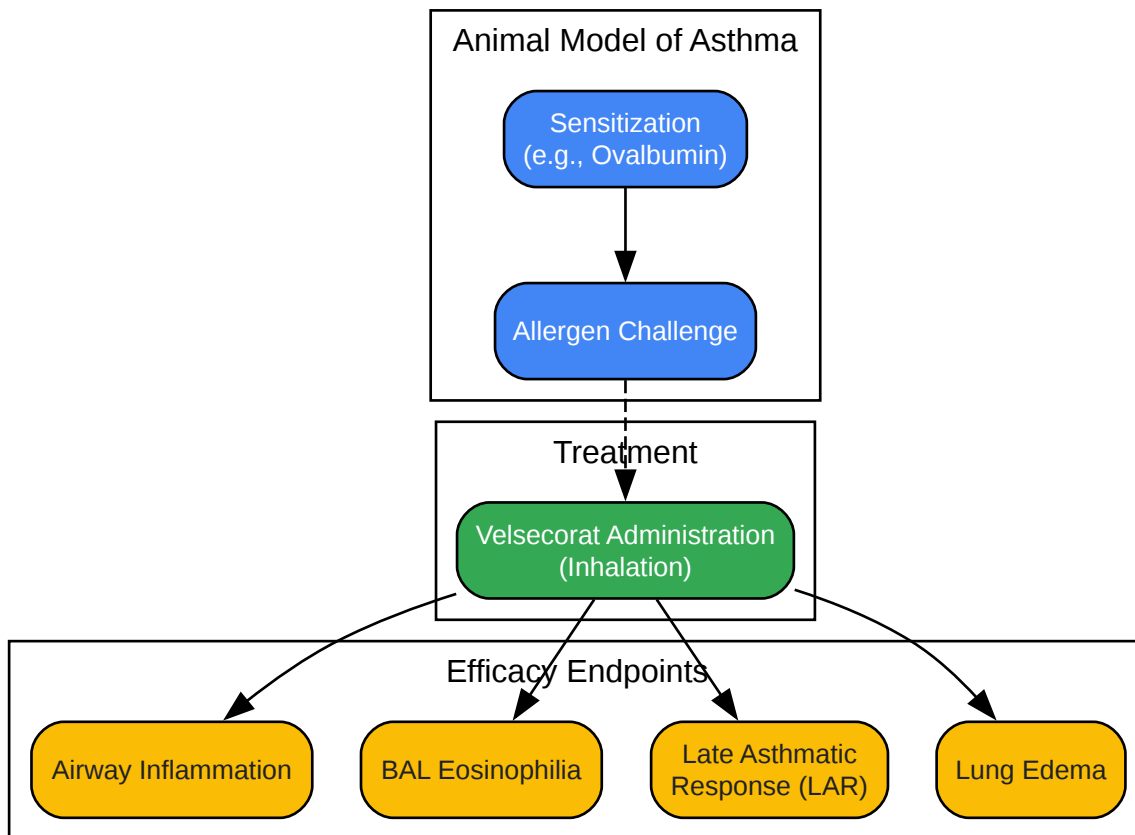 Animal Model of Asthma
Sensitization
(e.g., Ovalbumin)
Allergen Challenge
Treatment
Velsecorat Administration
(Inhalation)
Efficacy Endpoints
Airway Inflammation
BAL Eosinophilia
Late Asthmatic
Response (LAR)
Lung Edema